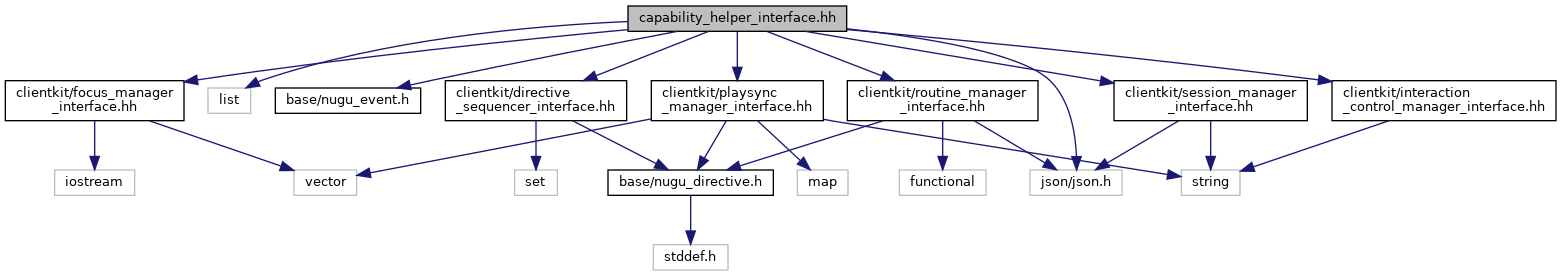 capability_helper_interface.hh
clientkit/focus_manager
_interface.hh
list
base/nugu_event.h
clientkit/directive
_sequencer_interface.hh
clientkit/playsync
_manager_interface.hh
clientkit/routine_manager
_interface.hh
clientkit/session_manager
_interface.hh
clientkit/interaction
_control_manager_interface.hh
iostream
vector
set
base/nugu_directive.h
map
functional
json/json.h
string
stddef.h